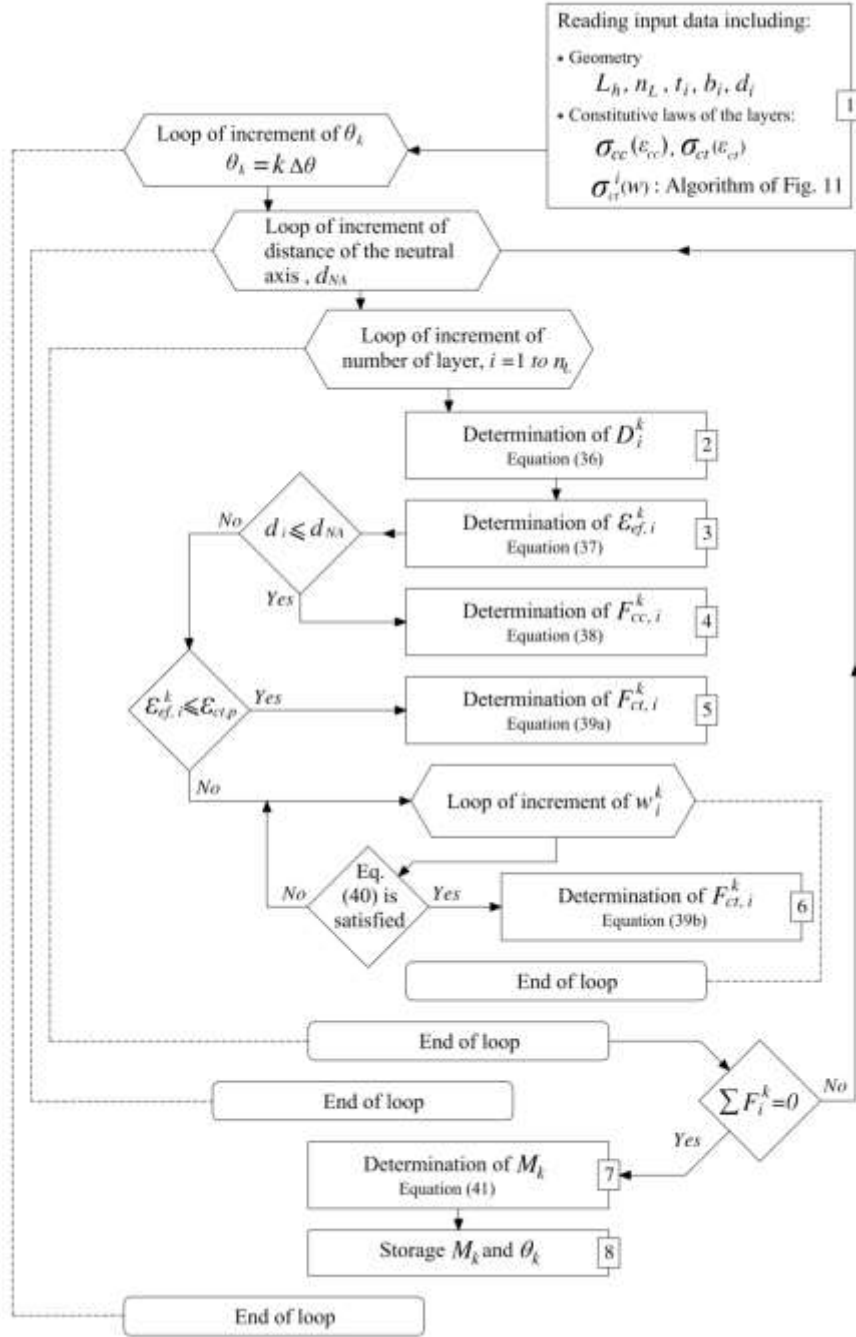 Reading input data including:
• Geometry
L_h, n_L, t_i, b_i, d_i
• Constitutive laws of the layers:
σ_cc(ε_cc), σ_ct(ε_ct)
σ_ct^i(w) : Algorithm of Fig. 11
1
Loop of increment of θ_k
θ_k = k Δθ
Loop of increment of
distance of the neutral
axis , d_NA
Loop of increment of
number of layer, i =1 to n_L
Determination of D_i^k
Equation (36)
2
Determination of ε_ef, i^k
Equation (37)
3
d_i ⩽ d_NA
No
Yes
Determination of F_cc, i^k
Equation (38)
4
ε_ef, i^k ⩽ ε_ct,p
Yes
Determination of F_ct, i^k
Equation (39a)
5
No
Loop of increment of w_i^k
Eq.
(40) is
satisfied
No
Yes
Determination of F_ct, i^k
Equation (39b)
6
End of loop
End of loop
∑ F_i^k =0
No
Yes
End of loop
Determination of M_k
Equation (41)
7
Storage M_k and θ_k
8
End of loop